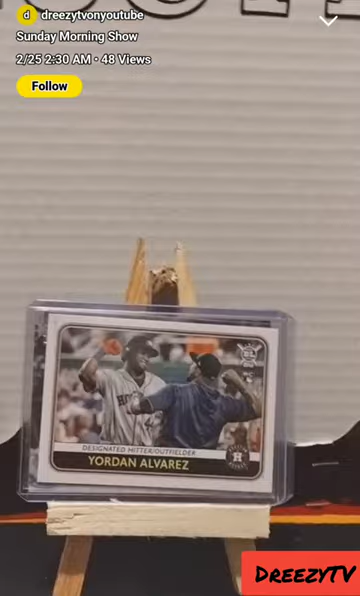 d dreezytvonyoutube
Sunday Morning Show
2/25 2:30 AM • 48 Views
Follow
DESIGNATED HITTER/OUTFIELDER
YORDAN ALVAREZ
DREEZYTV